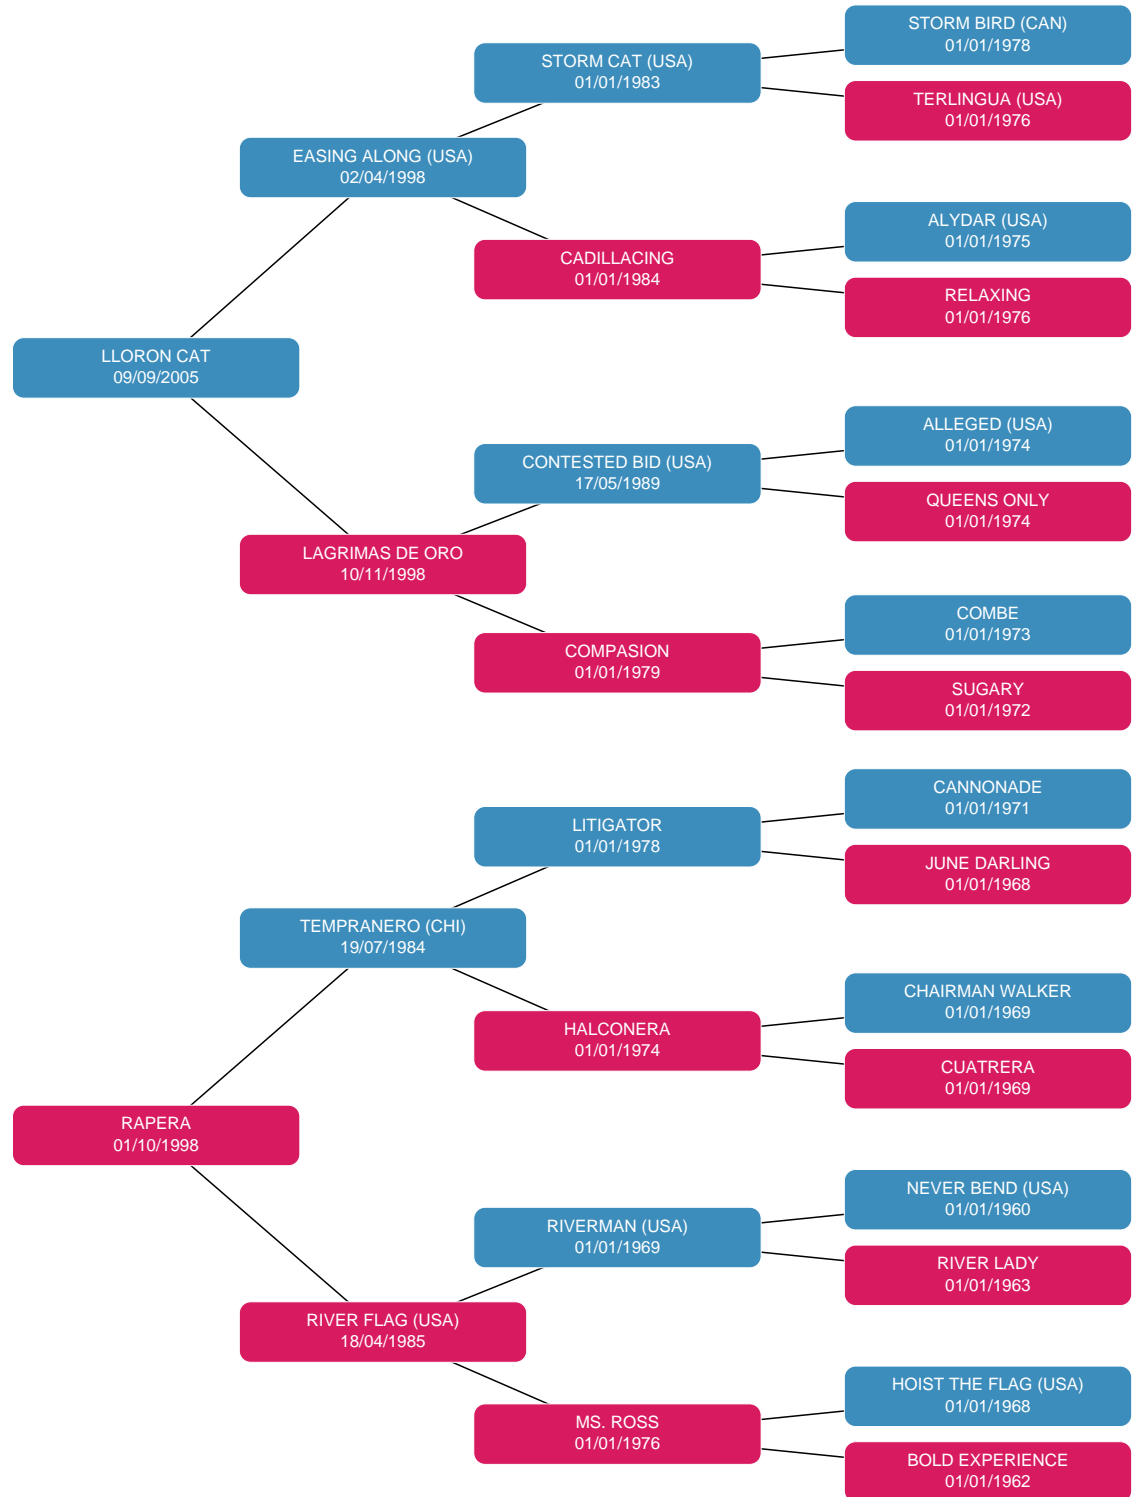 STORM BIRD (CAN)
01/01/1978
STORM CAT (USA)
01/01/1983
TERLINGUA (USA)
01/01/1976
EASING ALONG (USA)
02/04/1998
ALYDAR (USA)
01/01/1975
CADILLACING
01/01/1984
RELAXING
01/01/1976
LLORON CAT
09/09/2005
ALLEGED (USA)
01/01/1974
CONTESTED BID (USA)
17/05/1989
QUEENS ONLY
01/01/1974
LAGRIMAS DE ORO
10/11/1998
COMBE
01/01/1973
COMPASION
01/01/1979
SUGARY
01/01/1972
CANNONADE
01/01/1971
LITIGATOR
01/01/1978
JUNE DARLING
01/01/1968
TEMPRANERO (CHI)
19/07/1984
CHAIRMAN WALKER
01/01/1969
HALCONERA
01/01/1974
CUATRERA
01/01/1969
RAPERA
01/10/1998
NEVER BEND (USA)
01/01/1960
RIVERMAN (USA)
01/01/1969
RIVER LADY
01/01/1963
RIVER FLAG (USA)
18/04/1985
HOIST THE FLAG (USA)
01/01/1968
MS. ROSS
01/01/1976
BOLD EXPERIENCE
01/01/1962